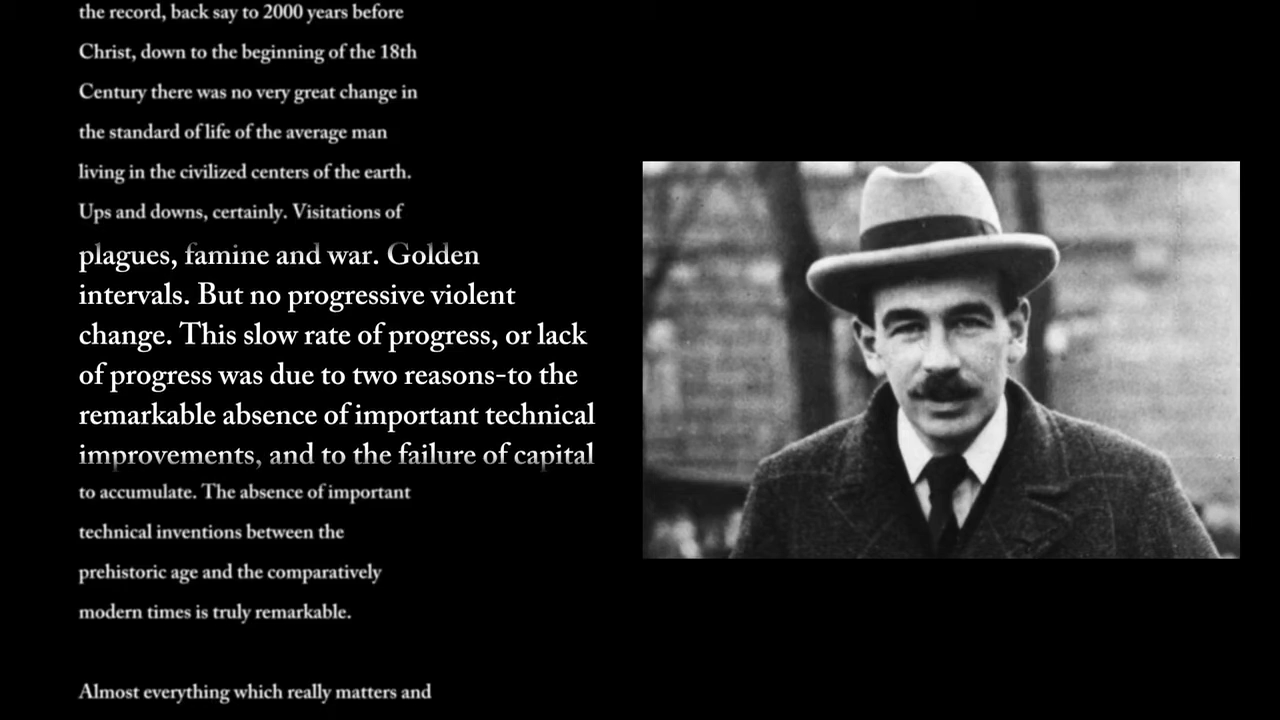 the record, back say to 2000 years before
Christ, down to the beginning of the 18th
Century there was no very great change in
the standard of life of the average man
living in the civilized centers of the earth.
Ups and downs, certainly. Visitations of
plagues, famine and war. Golden
intervals. But no progressive violent
change. This slow rate of progress, or lack
of progress was due to two reasons-to the
remarkable absence of important technical
improvements, and to the failure of capital
to accumulate. The absence of important
technical inventions between the
prehistoric age and the comparatively
modern times is truly remarkable.
Almost everything which really matters and